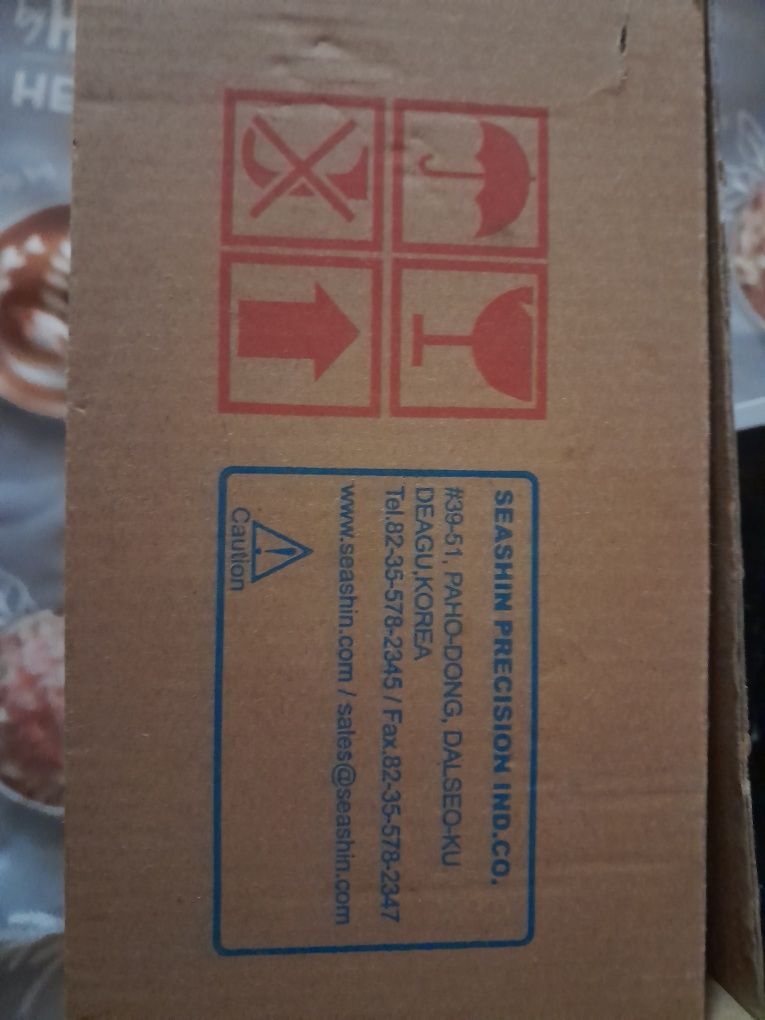 SEASHIN PRECISION IND.CO.
#39-51, PAHO-DONG, DALSEO-KU
DEAGU,KOREA
Tel.82-35-578-2345 / Fax.82-35-578-2347
www.seashin.com / sales@seashin.com
Caution